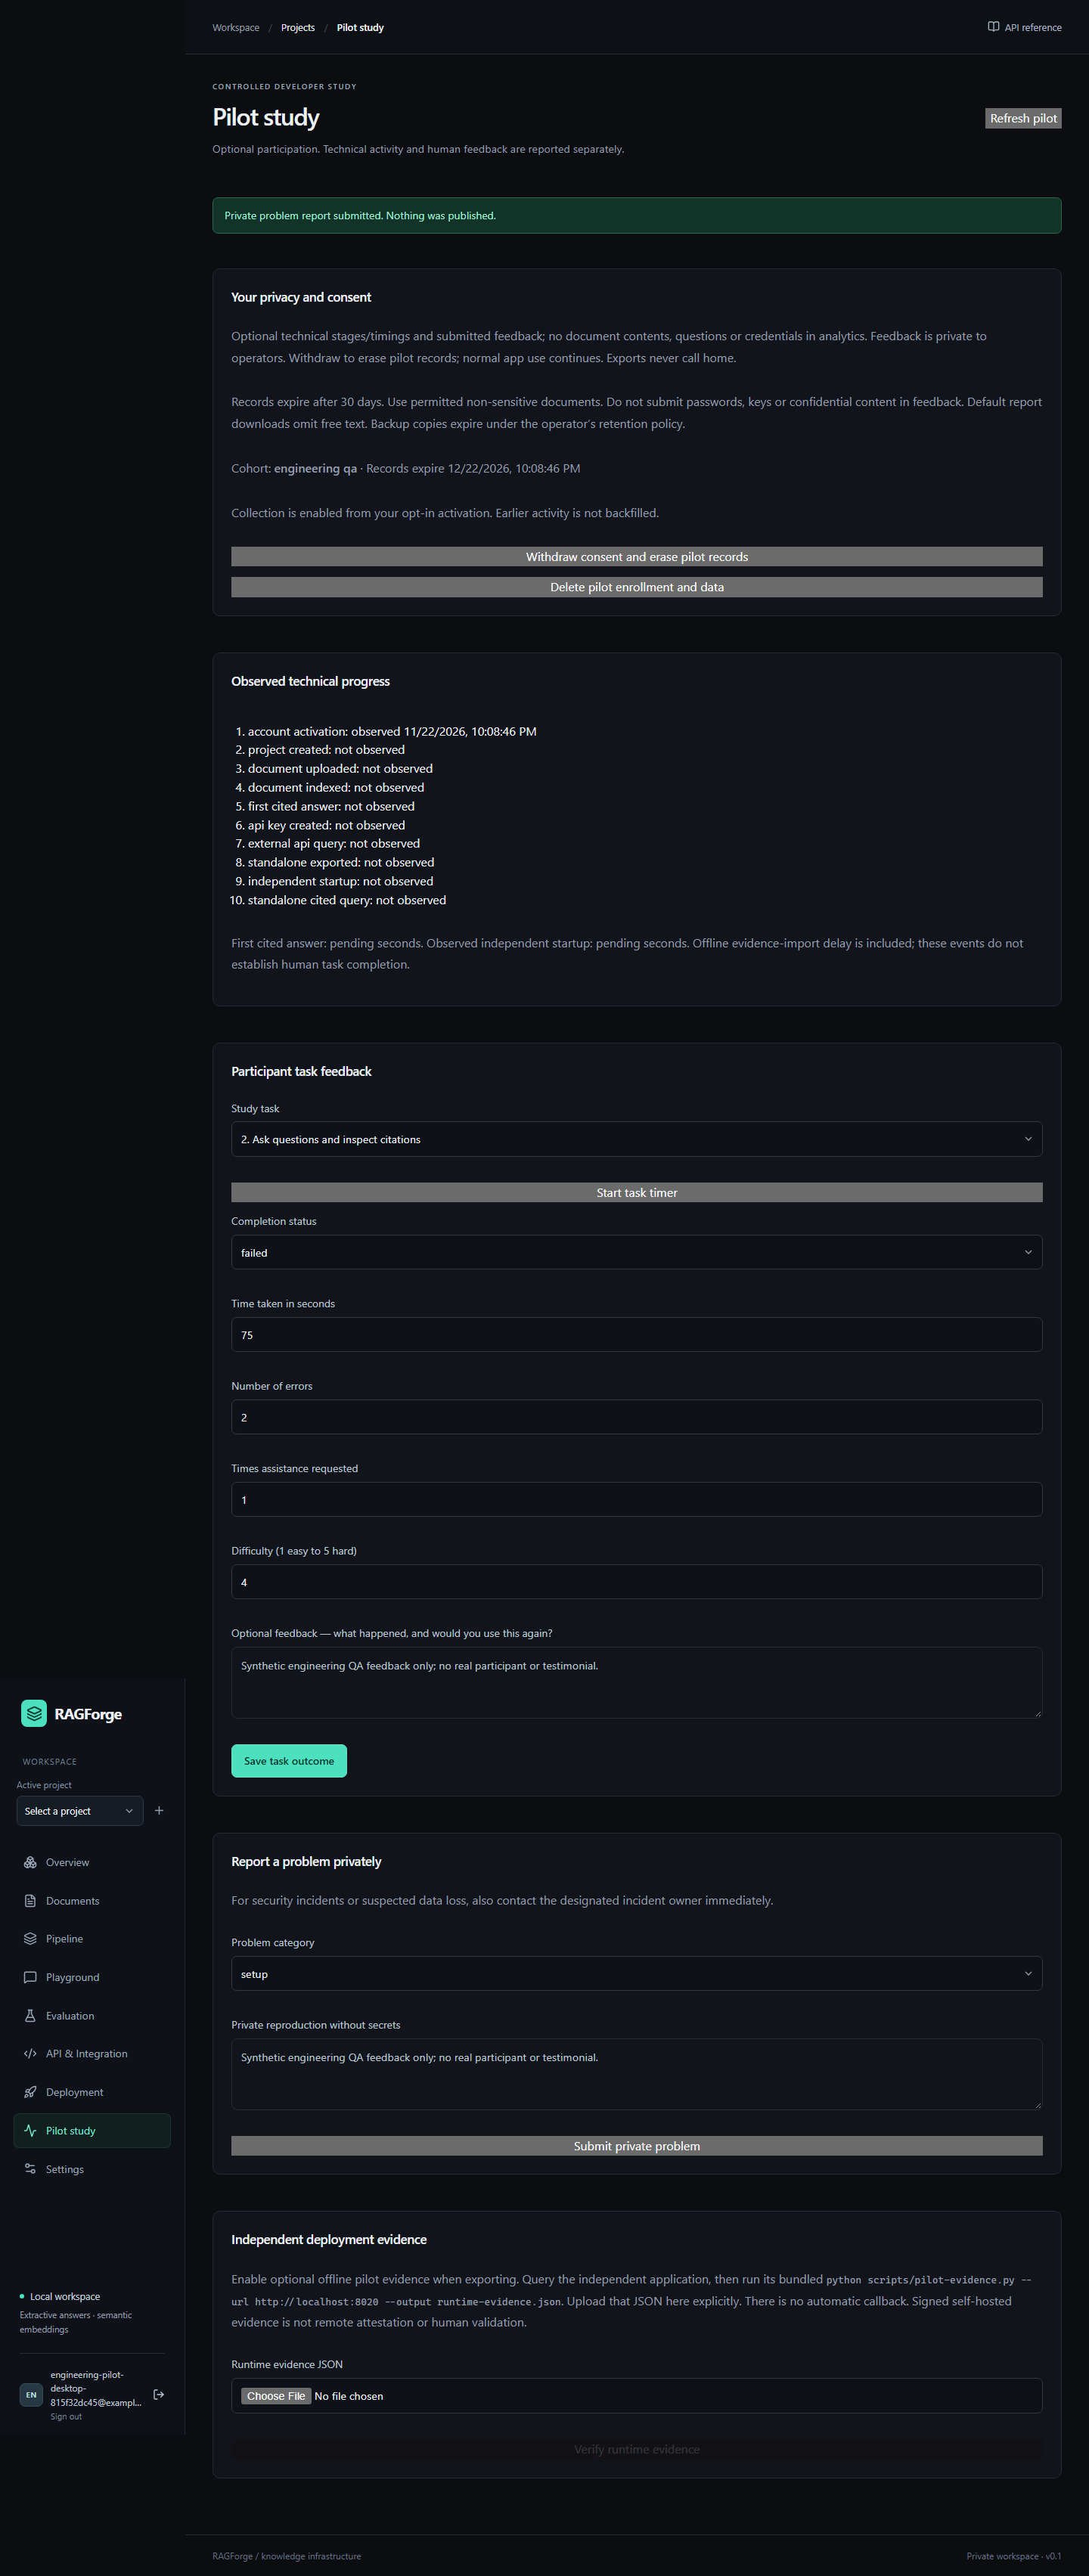 Workspace / Projects / Pilot study
API reference
CONTROLLED DEVELOPER STUDY
Pilot study
Refresh pilot
Optional participation. Technical activity and human feedback are reported separately.
Private problem report submitted. Nothing was published.
Your privacy and consent
Optional technical stages/timings and submitted feedback; no document contents, questions or credentials in analytics. Feedback is private to
operators. Withdraw to erase pilot records; normal app use continues. Exports never call home.
Records expire after 30 days. Use permitted non-sensitive documents. Do not submit passwords, keys or confidential content in feedback. Default report
downloads omit free text. Backup copies expire under the operator's retention policy.
Cohort: engineering qa · Records expire 12/22/2026, 10:08:46 PM
Collection is enabled from your opt-in activation. Earlier activity is not backfilled.
Withdraw consent and erase pilot records
Delete pilot enrollment and data
Observed technical progress
1. account activation: observed 11/22/2026, 10:08:46 PM
2. project created: not observed
3. document uploaded: not observed
4. document indexed: not observed
5. first cited answer: not observed
6. api key created: not observed
7. external api query: not observed
8. standalone exported: not observed
9. independent startup: not observed
10. standalone cited query: not observed
First cited answer: pending seconds. Observed independent startup: pending seconds. Offline evidence-import delay is included; these events do not
establish human task completion.
Participant task feedback
Study task
2. Ask questions and inspect citations
Start task timer
Completion status
failed
Time taken in seconds
75
Number of errors
2
Times assistance requested
1
Difficulty (1 easy to 5 hard)
4
Optional feedback — what happened, and would you use this again?
Synthetic engineering QA feedback only; no real participant or testimonial.
Save task outcome
Report a problem privately
For security incidents or suspected data loss, also contact the designated incident owner immediately.
Problem category
setup
Private reproduction without secrets
Synthetic engineering QA feedback only; no real participant or testimonial.
Submit private problem
Independent deployment evidence
Enable optional offline pilot evidence when exporting. Query the independent application, then run its bundled python scripts/pilot-evidence.py --
url http://localhost:8020 --output runtime-evidence.json. Upload that JSON here explicitly. There is no automatic callback. Signed self-hosted
evidence is not remote attestation or human validation.
Runtime evidence JSON
Choose File No file chosen
Verify runtime evidence
RAGForge
WORKSPACE
Active project
Select a project
Overview
Documents
Pipeline
Playground
Evaluation
API & Integration
Deployment
Pilot study
Settings
Local workspace
Extractive answers · semantic
embeddings
EN
engineering-pilot-
desktop-
815f32dc45@exampl...
Sign out
RAGForge / knowledge infrastructure
Private workspace · v0.1